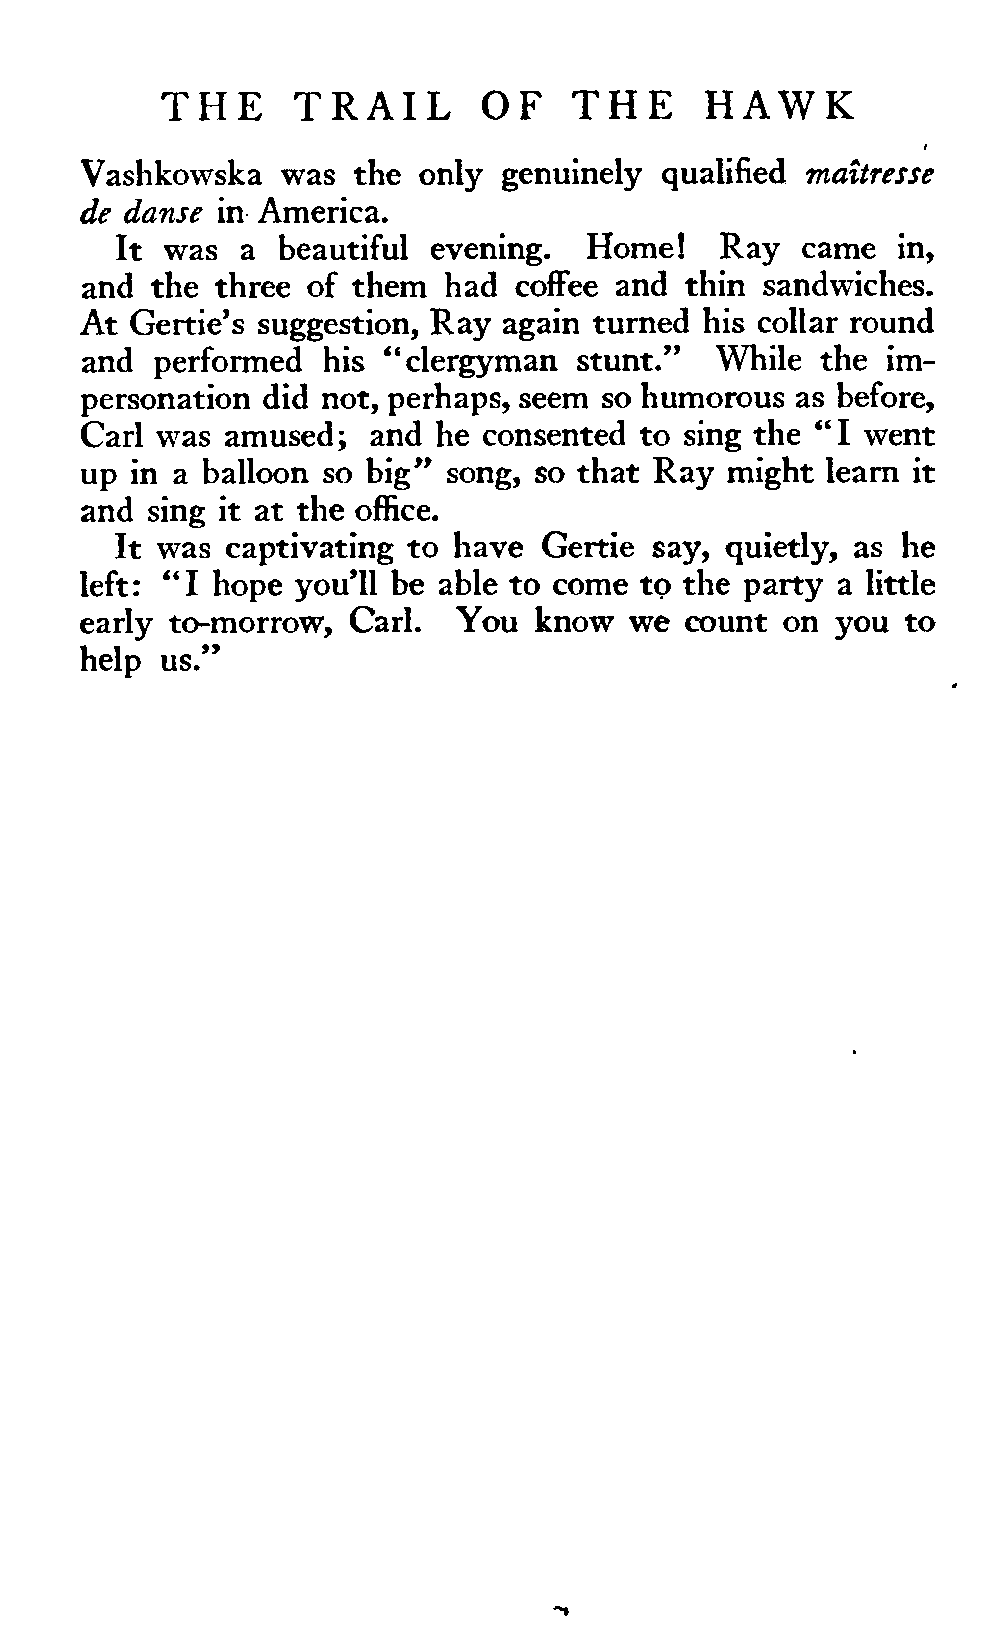 THE TRAIL OF THE HAWK
Vashkowska was the only genuinely qualified maîtresse
de danse in America.
It was a beautiful evening. Home! Ray came in,
and the three of them had coffee and thin sandwiches.
At Gertie's suggestion, Ray again turned his collar round
and performed his "clergyman stunt." While the im-
personation did not, perhaps, seem so humorous as before,
Carl was amused; and he consented to sing the "I went
up in a balloon so big" song, so that Ray might learn it
and sing it at the office.
It was captivating to have Gertie say, quietly, as he
left: "I hope you'll be able to come to the party a little
early to-morrow, Carl. You know we count on you to
help us."